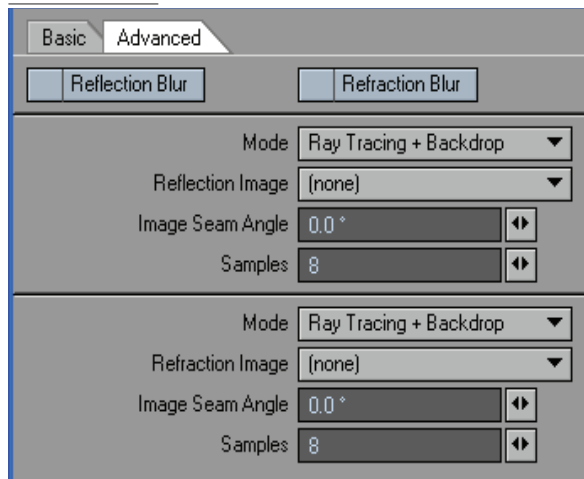 Basic Advanced
Reflection Blur Refraction Blur
Mode Ray Tracing + Backdrop
Reflection Image (none)
Image Seam Angle 0.0 °
Samples 8
Mode Ray Tracing + Backdrop
Refraction Image (none)
Image Seam Angle 0.0 °
Samples 8